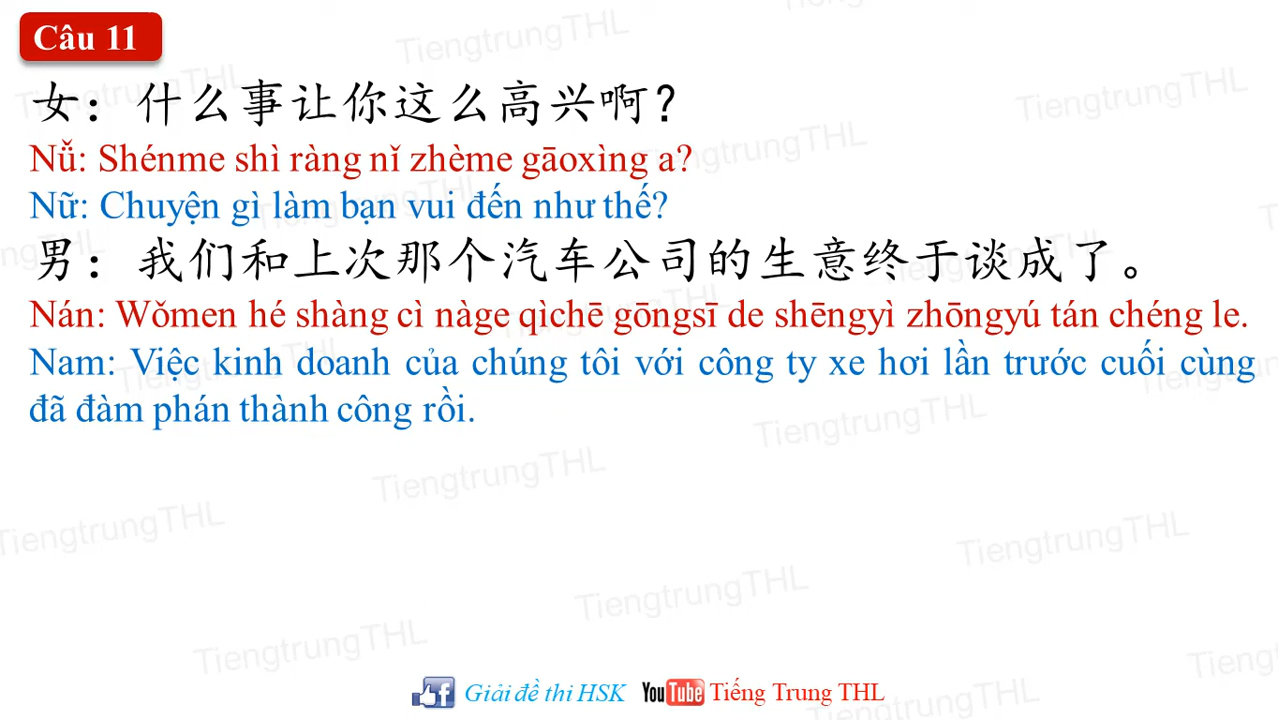 Câu 11
女：什么事让你这么高兴啊？
Nǚ: Shénme shì ràng nǐ zhème gāoxìng a?
Nữ: Chuyện gì làm bạn vui đến như thế?
男：我们和上次那个汽车公司的生意终于谈成了。
Nán: Wǒmen hé shàng cì nàge qìchē gōngsī de shēngyì zhōngyú tán chéng le.
Nam: Việc kinh doanh của chúng tôi với công ty xe hơi lần trước cuối cùng
đã đàm phán thành công rồi.
Giải đề thi HSK YouTube Tiếng Trung THL
TiengtrungTHL